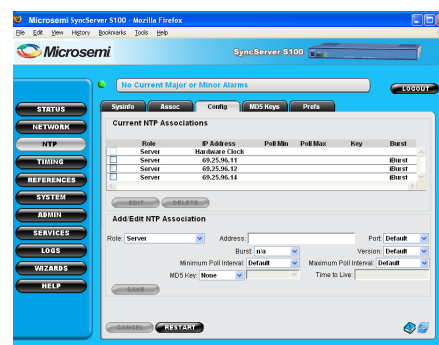 Microsemi SyncServer S100 - Mozilla Firefox
File Edit View History Bookmarks Tools Help
Microsemi SyncServer S100
No Current Major or Minor Alarms
LOGOUT
STATUS
NETWORK
NTP
TIMING
REFERENCES
SYSTEM
ADMIN
SERVICES
LOGS
WIZARDS
HELP
Sysinfo Assoc Config MD5 Keys Prefs
Current NTP Associations
Role IP Address Poll Min Poll Max Key Burst
Server Hardware Clock
Server 69.25.96.11 iBurst
Server 69.25.96.12 iBurst
Server 69.25.96.14 iBurst
EDIT DELETE
Add/Edit NTP Association
Role: Server Address: Port: Default
Burst n/a Version: Default
Minimum Poll Interval: Default Maximum Poll Interval: Default
MD5 Key: None Time to Live:
SAVE
CANCEL RESTART